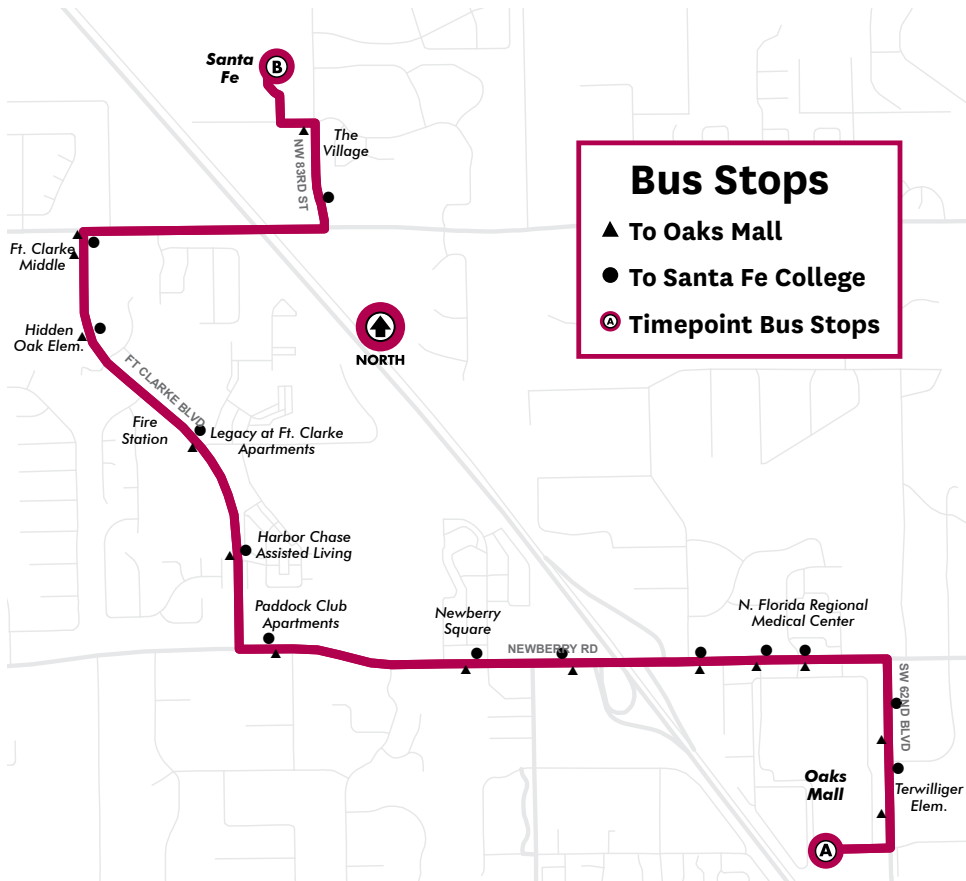 Santa
Fe
B
The
Village
NW 83RD ST
Bus Stops
To Oaks Mall
To Santa Fe College
A Timepoint Bus Stops
Ft. Clarke
Middle
Hidden
Oak Elem.
NORTH
FT CLARKE BLVD
Fire
Station
Legacy at Ft. Clarke
Apartments
Harbor Chase
Assisted Living
Paddock Club
Apartments
Newberry
Square
N. Florida Regional
Medical Center
NEWBERRY RD
SW 62ND BLVD
Oaks
Mall
Terwilliger
Elem.
A